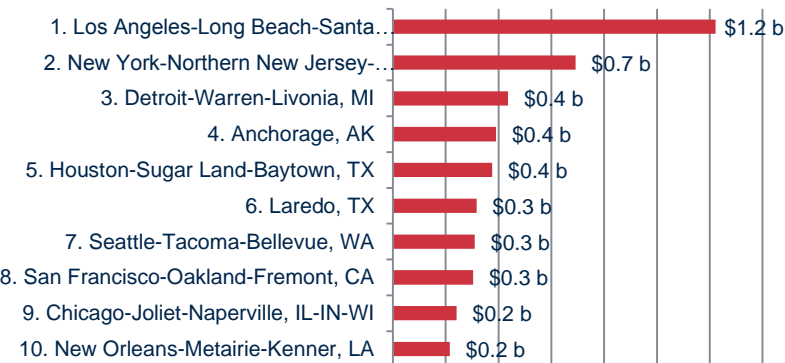 1. Los Angeles-Long Beach-Santa… $1.2 b
2. New York-Northern New Jersey-… $0.7 b
3. Detroit-Warren-Livonia, MI $0.4 b
4. Anchorage, AK $0.4 b
5. Houston-Sugar Land-Baytown, TX $0.4 b
6. Laredo, TX $0.3 b
7. Seattle-Tacoma-Bellevue, WA $0.3 b
8. San Francisco-Oakland-Fremont, CA $0.3 b
9. Chicago-Joliet-Naperville, IL-IN-WI $0.2 b
10. New Orleans-Metairie-Kenner, LA $0.2 b